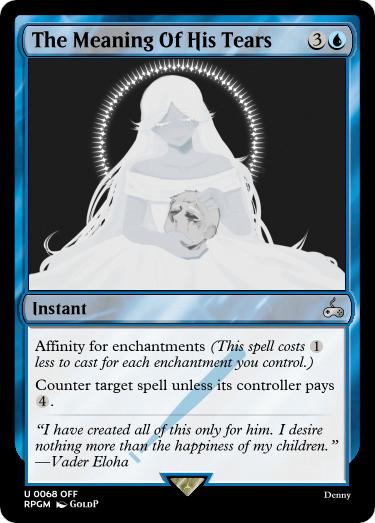 The Meaning Of His Tears 3
Instant
Affinity for enchantments (This spell costs 1
less to cast for each enchantment you control.)
Counter target spell unless its controller pays
4.
“I have created all of this only for him. I desire
nothing more than the happiness of my children.”
—Vader Eloha
U 0068 OFF
RPGM GoldP
Denny